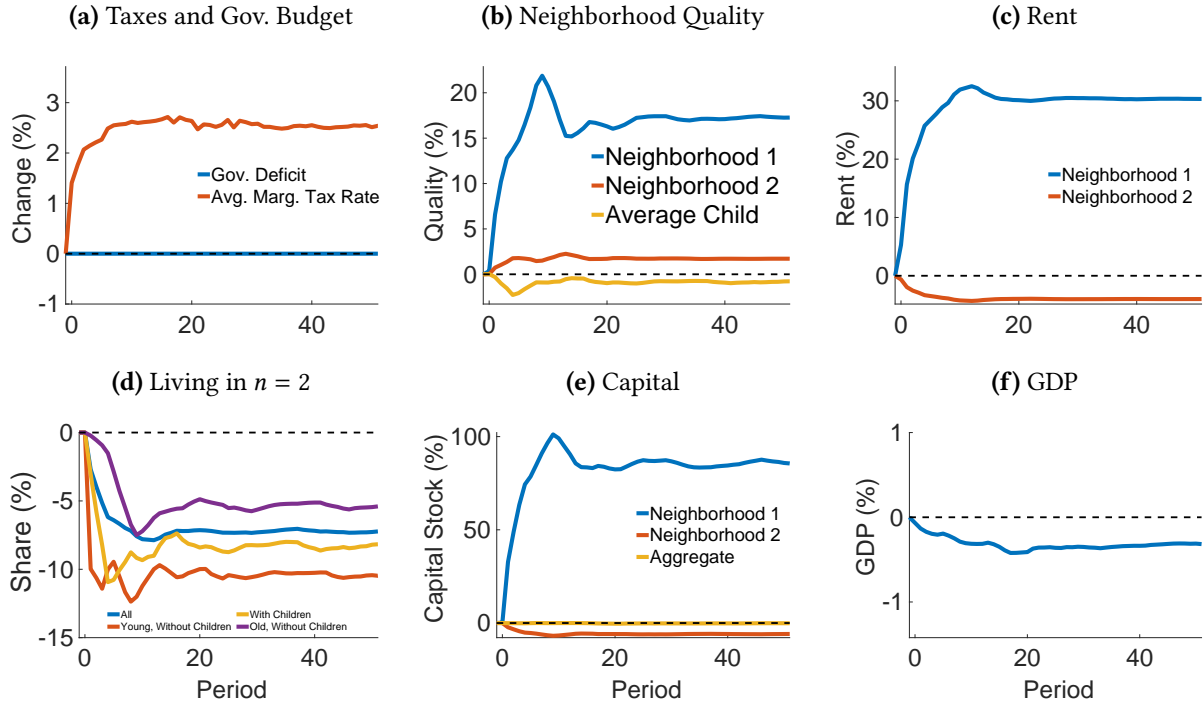 (a) Taxes and Gov. Budget
Change (%)
3
2
1
0
-1
0
20
40
Gov. Deficit
Avg. Marg. Tax Rate
(b) Neighborhood Quality
Quality (%)
20
15
10
5
0
0
20
40
Neighborhood 1
Neighborhood 2
Average Child
(c) Rent
Rent (%)
30
20
10
0
0
20
40
Neighborhood 1
Neighborhood 2
(d) Living in n = 2
Share (%)
0
-5
-10
-15
0
20
40
All
With Children
Young, Without Children
Old, Without Children
Period
(e) Capital
Capital Stock (%)
100
50
0
0
20
40
Neighborhood 1
Neighborhood 2
Aggregate
Period
(f) GDP
GDP (%)
1
0
-1
0
20
40
Period